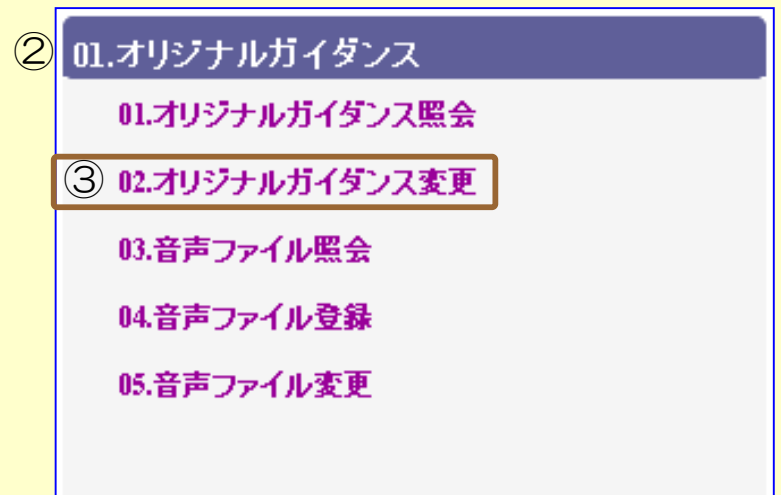 ② 01.オリジナルガイダンス
01.オリジナルガイダンス照会
③ 02.オリジナルガイダンス変更
03.音声ファイル照会
04.音声ファイル登録
05.音声ファイル変更